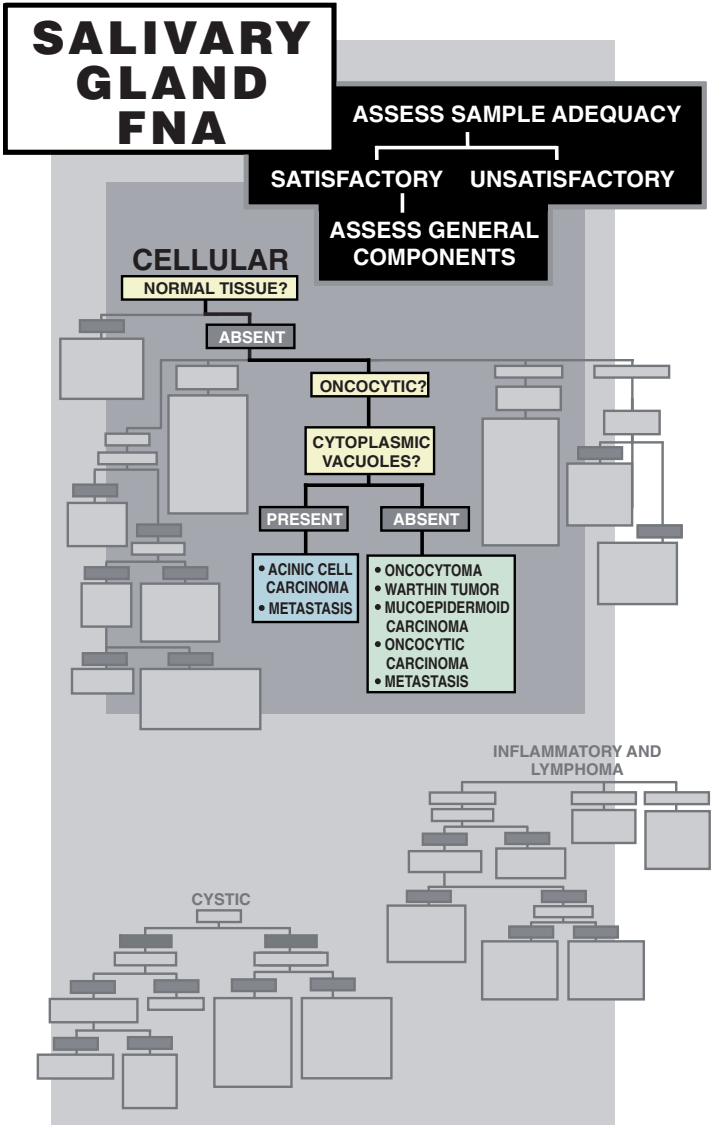 SALIVARY
GLAND
FNA
ASSESS SAMPLE ADEQUACY
SATISFACTORY UNSATISFACTORY
ASSESS GENERAL
COMPONENTS
CELLULAR
NORMAL TISSUE?
ABSENT
ONCOCYTIC?
CYTOPLASMIC
VACUOLES?
PRESENT ABSENT
• ACINIC CELL
CARCINOMA
• METASTASIS
• ONCOCYTOMA
• WARTHIN TUMOR
• MUCOEPIDERMOID
CARCINOMA
• ONCOCYTIC
CARCINOMA
• METASTASIS
INFLAMMATORY AND
LYMPHOMA
CYSTIC